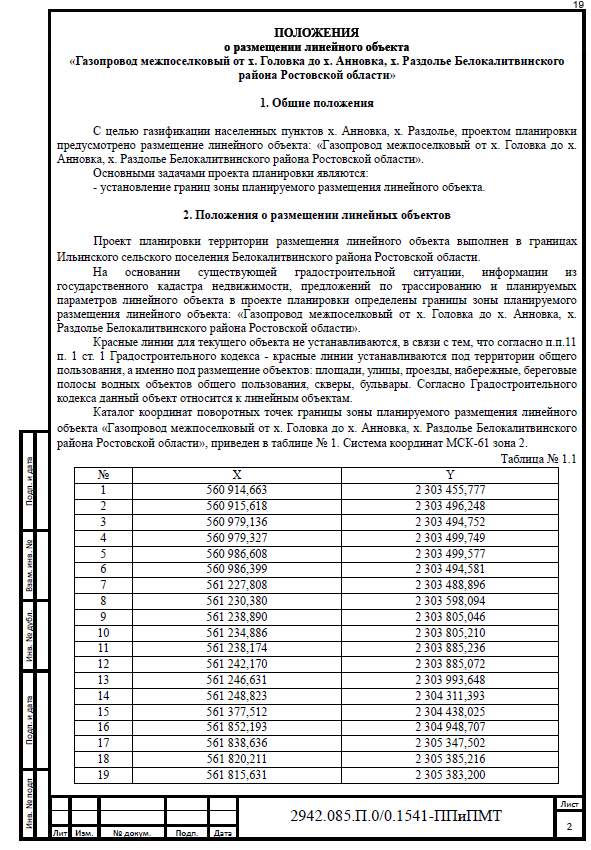 19
ПОЛОЖЕНИЯ
о размещении линейного объекта
«Газопровод межпоселковый от х. Головка до х. Анновка, х. Раздолье Белокалитвинского
района Ростовской области»
1. Общие положения
С целью газификации населенных пунктов х. Анновка, х. Раздолье, проектом планировки
предусмотрено размещение линейного объекта: «Газопровод межпоселковый от х. Головка до х.
Анновка, х. Раздолье Белокалитвинского района Ростовской области».
Основными задачами проекта планировки являются:
- установление границ зоны планируемого размещения линейного объекта.
2. Положения о размещении линейных объектов
Проект планировки территории размещения линейного объекта выполнен в границах
Ильинского сельского поселения Белокалитвинского района Ростовской области.
На основании существующей градостроительной ситуации, информации из
государственного кадастра недвижимости, предложений по трассированию и планируемых
параметров линейного объекта в проекте планировки определены границы зоны планируемого
размещения линейного объекта: «Газопровод межпоселковый от х. Головка до х. Анновка, х.
Раздолье Белокалитвинского района Ростовской области».
Красные линии для текущего объекта не устанавливаются, в связи с тем, что согласно п.п.11
п. 1 ст. 1 Градостроительного кодекса - красные линии устанавливаются под территории общего
пользования, а именно под размещение объектов: площади, улицы, проезды, набережные, береговые
полосы водных объектов общего пользования, скверы, бульвары. Согласно Градостроительного
кодекса данный объект относится к линейным объектам.
Каталог координат поворотных точек границы зоны планируемого размещения линейного
объекта «Газопровод межпоселковый от х. Головка до х. Анновка, х. Раздолье Белокалитвинского
района Ростовской области», приведен в таблице № 1. Система координат МСК-61 зона 2.
Таблица № 1.1
№ X Y
1 560 914,663 2 303 455,777
2 560 915,618 2 303 496,248
3 560 979,136 2 303 494,752
4 560 979,327 2 303 499,749
5 560 986,608 2 303 499,577
6 560 986,399 2 303 494,581
7 561 227,808 2 303 488,896
8 561 230,380 2 303 598,094
9 561 238,890 2 303 805,046
10 561 234,886 2 303 805,210
11 561 238,174 2 303 885,236
12 561 242,170 2 303 885,072
13 561 246,631 2 303 993,648
14 561 248,823 2 304 311,393
15 561 377,512 2 304 438,025
16 561 852,193 2 304 948,707
17 561 838,636 2 305 347,502
18 561 820,211 2 305 385,216
19 561 815,631 2 305 383,200
Подп. и дата
Взам. инв. №
Инв. № дубл.
Подп. и дата
Инв. № подп
Лит Изм. № докум. Подп. Дата
2942.085.П.0/0.1541-ППиПМТ
Лист
2